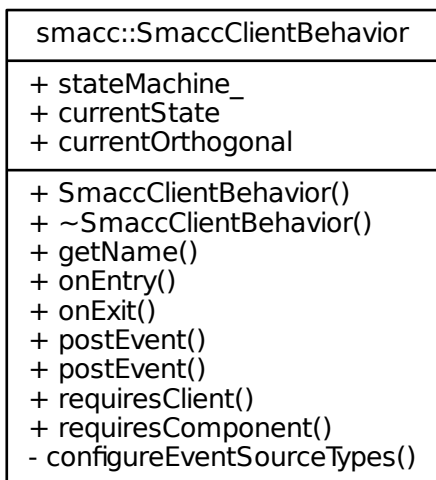 smacc::SmaccClientBehavior
+ stateMachine_
+ currentState
+ currentOrthogonal
+ SmaccClientBehavior()
+ ~SmaccClientBehavior()
+ getName()
+ onEntry()
+ onExit()
+ postEvent()
+ postEvent()
+ requiresClient()
+ requiresComponent()
- configureEventSourceTypes()